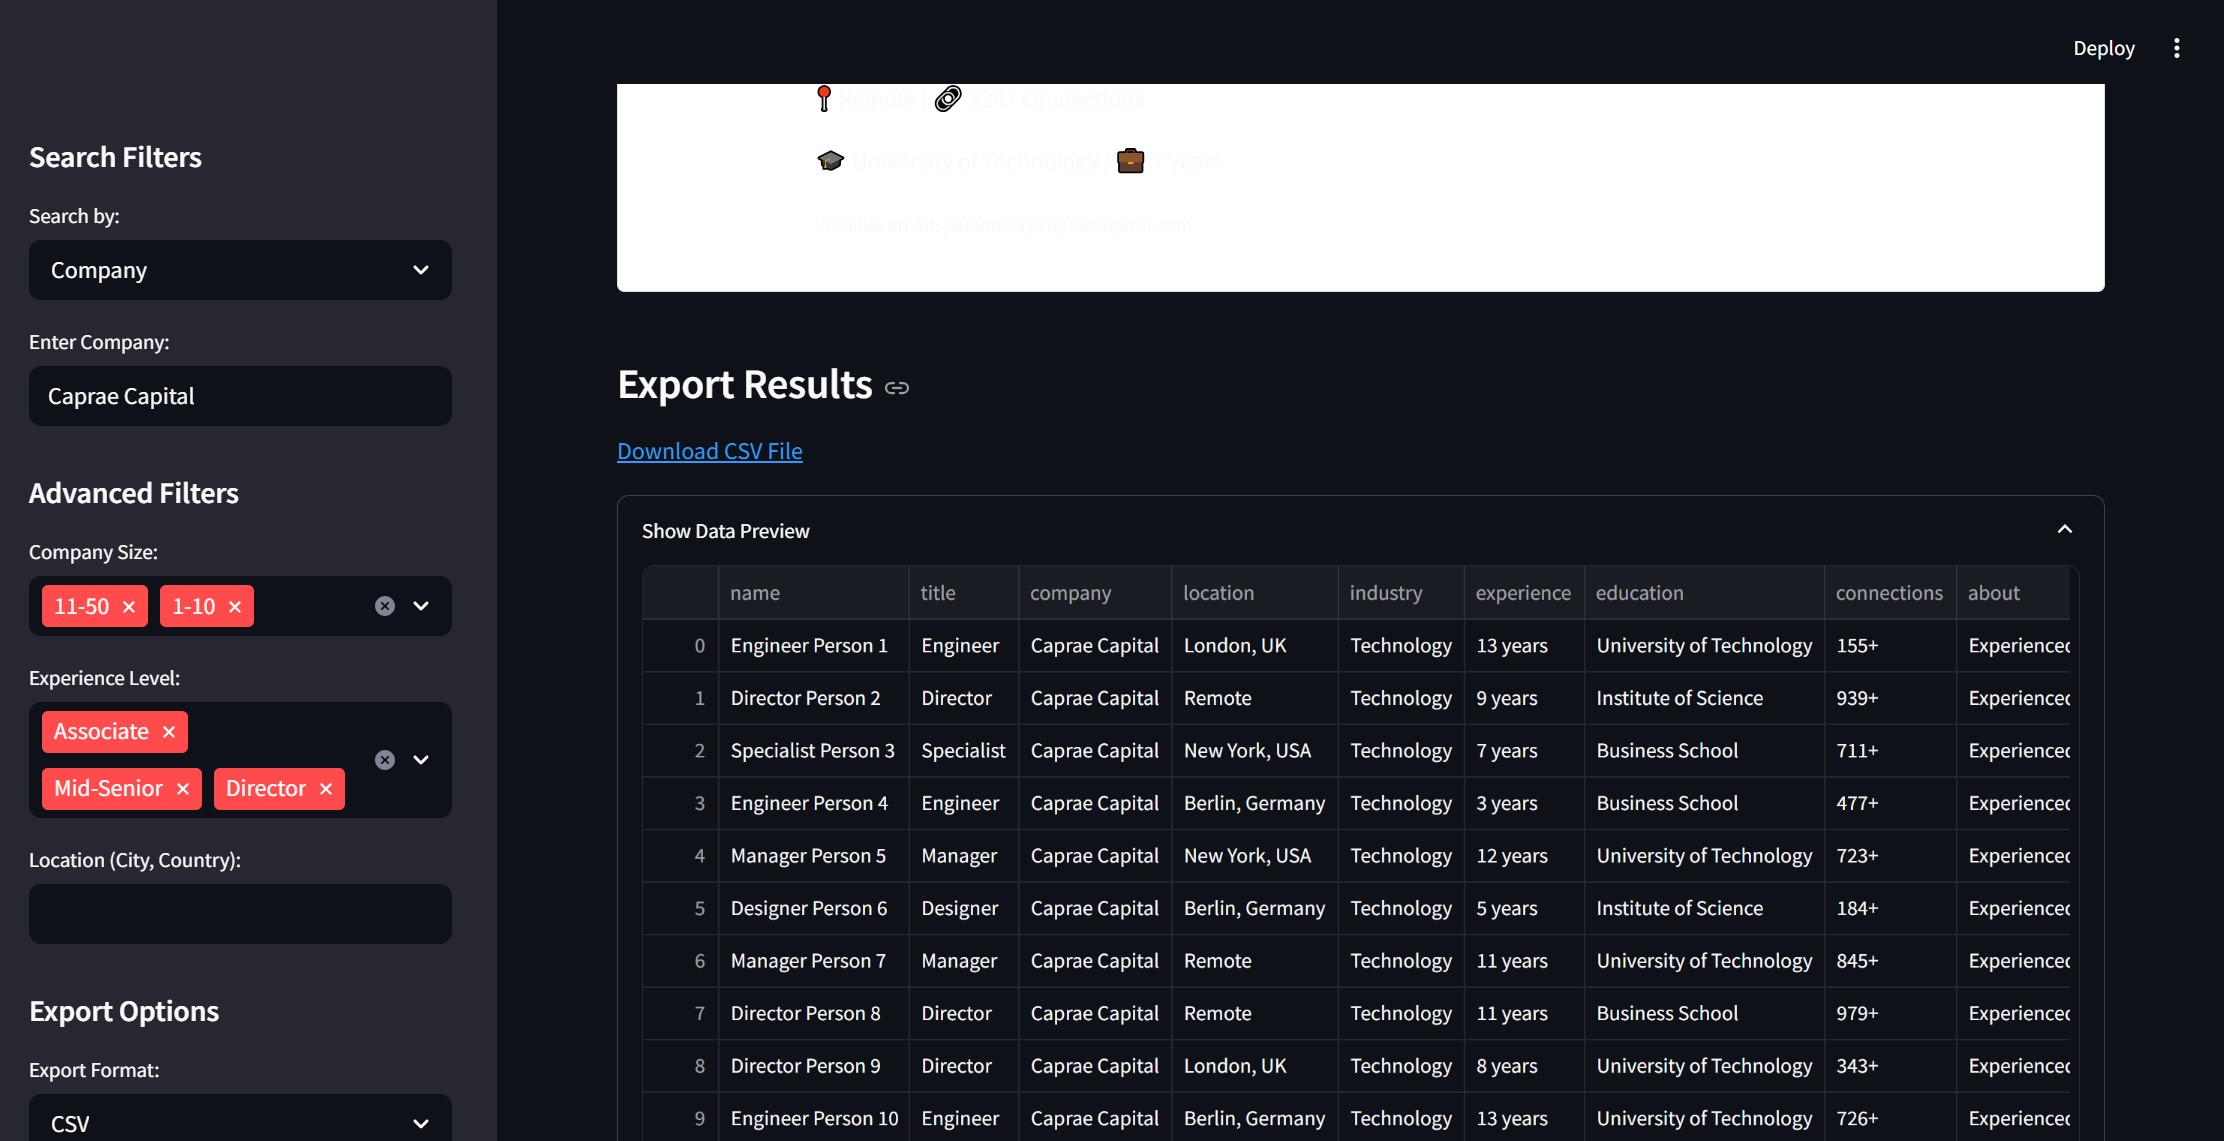 Deploy
Search Filters
Search by:
Company
Enter Company:
Caprae Capital
Advanced Filters
Company Size:
11-50 1-10
Experience Level:
Associate
Mid-Senior Director
Location (City, Country):
Export Options
Export Format:
CSV
Remote | 334+ connections
University of Technology | 7 years
Possible email: person20@capraecapital.com
Export Results
Download CSV File
Show Data Preview
name title company location industry experience education connections about
0 Engineer Person 1 Engineer Caprae Capital London, UK Technology 13 years University of Technology 155+ Experienced
1 Director Person 2 Director Caprae Capital Remote Technology 9 years Institute of Science 939+ Experienced
2 Specialist Person 3 Specialist Caprae Capital New York, USA Technology 7 years Business School 711+ Experienced
3 Engineer Person 4 Engineer Caprae Capital Berlin, Germany Technology 3 years Business School 477+ Experienced
4 Manager Person 5 Manager Caprae Capital New York, USA Technology 12 years University of Technology 723+ Experienced
5 Designer Person 6 Designer Caprae Capital Berlin, Germany Technology 5 years Institute of Science 184+ Experienced
6 Manager Person 7 Manager Caprae Capital Remote Technology 11 years University of Technology 845+ Experienced
7 Director Person 8 Director Caprae Capital Remote Technology 11 years Business School 979+ Experienced
8 Director Person 9 Director Caprae Capital London, UK Technology 8 years University of Technology 343+ Experienced
9 Engineer Person 10 Engineer Caprae Capital Berlin, Germany Technology 13 years University of Technology 726+ Experienced